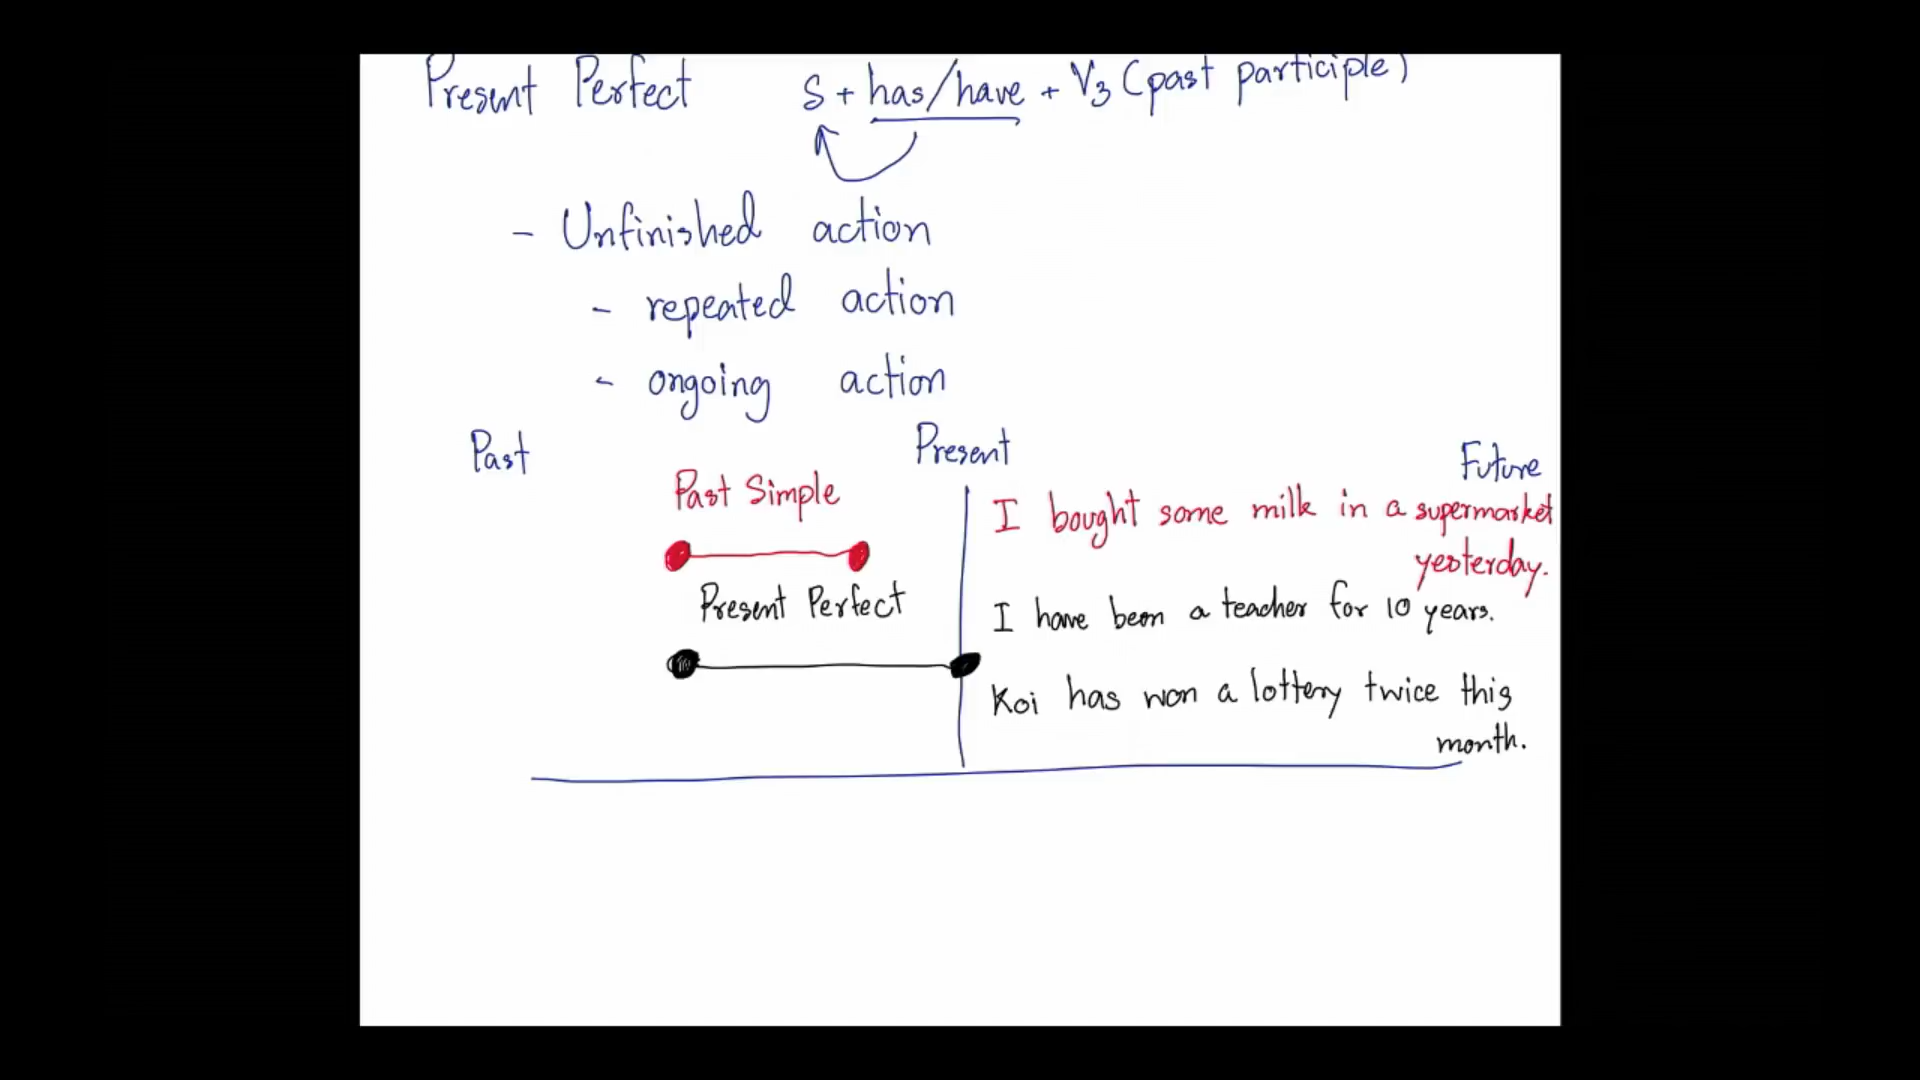 Present Perfect S + has/have + V3 (past participle)
- Unfinished action
- repeated action
- ongoing action
Past Present Future
Past Simple
I bought some milk in a supermarket
yesterday.
Present Perfect
I have been a teacher for 10 years.
Koi has won a lottery twice this
month.